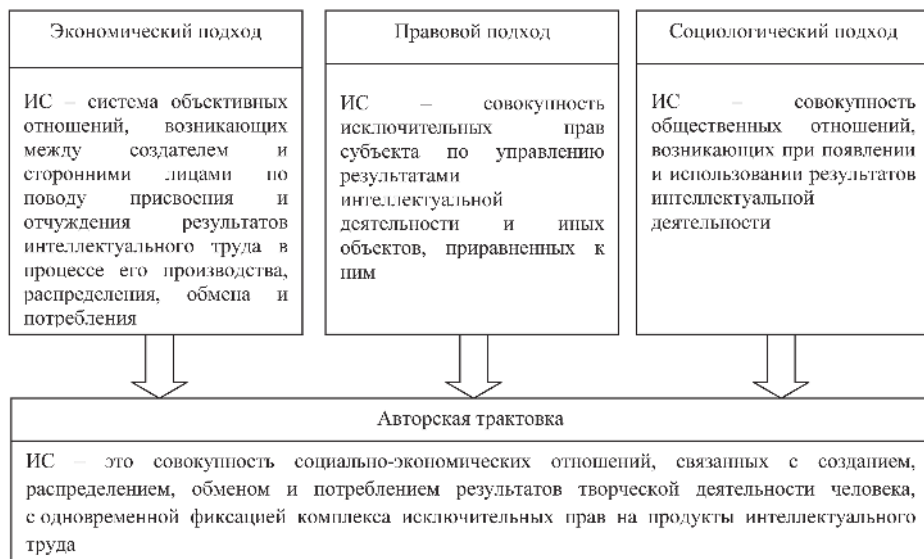 Экономический подход
ИС – система объективных
отношений, возникающих
между создателем и
сторонними лицами по
поводу присвоения и
отчуждения результатов
интеллектуального труда в
процессе его производства,
распределения, обмена и
потребления
Правовой подход
ИС – совокупность
исключительных прав
субъекта по управлению
результатами
интеллектуальной
деятельности и иных
объектов, приравненных к
ним
Социологический подход
ИС – совокупность
общественных отношений,
возникающих при появлении
и использовании результатов
интеллектуальной
деятельности
Авторская трактовка
ИС – это совокупность социально-экономических отношений, связанных с созданием,
распределением, обменом и потреблением результатов творческой деятельности человека,
с одновременной фиксацией комплекса исключительных прав на продукты интеллектуального
труда